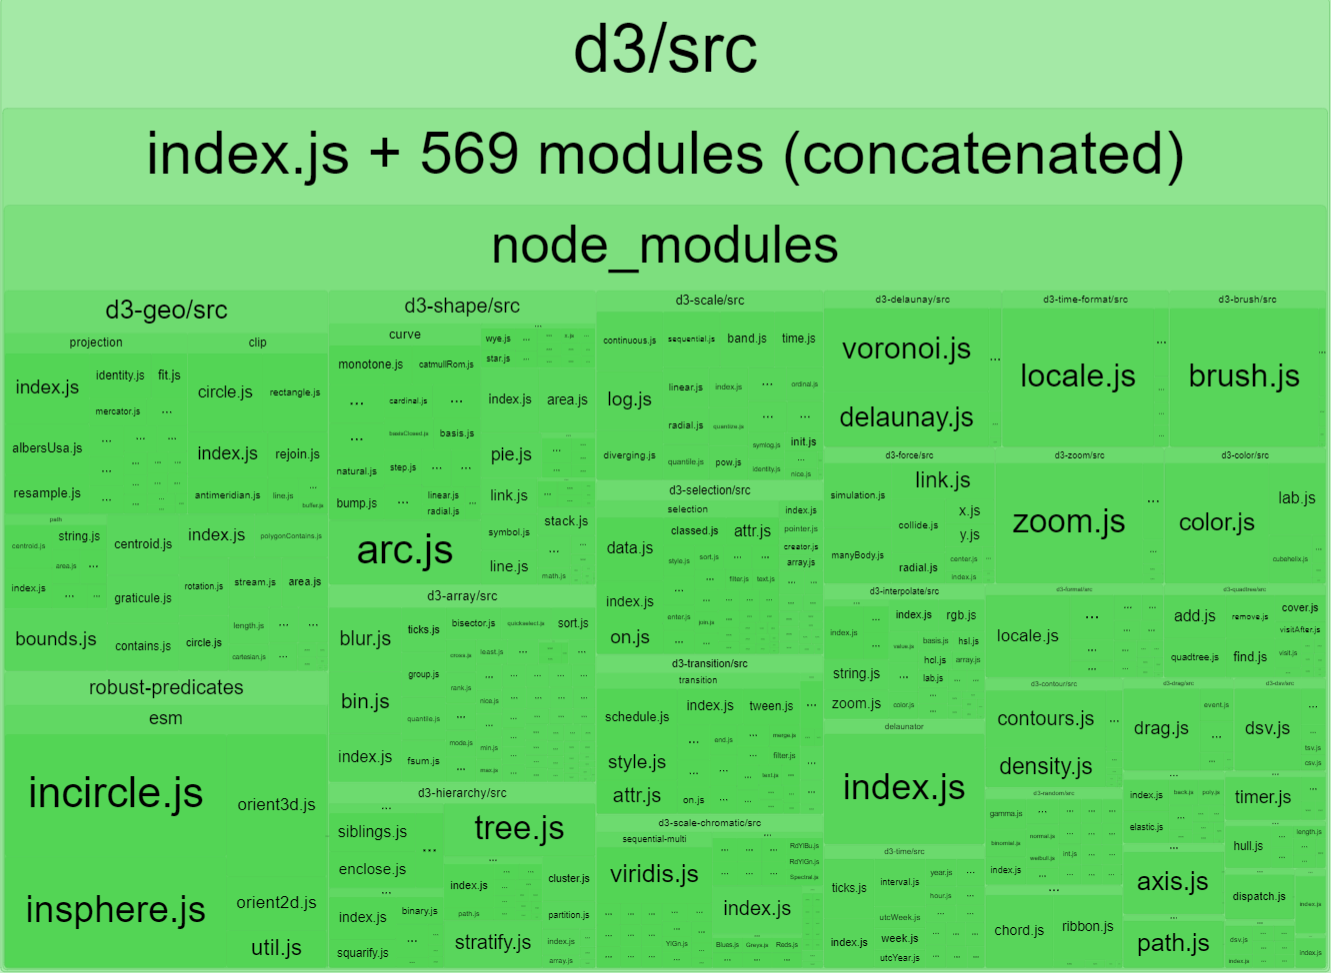 d3/src
index.js + 569 modules (concatenated)
node_modules
d3-geo/src
projection
clip
index.js
identity.js
fit.js
mercator.js
...
circle.js
rectangle.js
albersUsa.js
resample.js
index.js
rejoin.js
antimeridian.js
line.js
buffer.js
path
centroid.js
string.js
area.js
...
index.js
bounds.js
centroid.js
graticule.js
contains.js
index.js
polygonContains.js
rotation.js
stream.js
area.js
circle.js
length.js
cartesian.js
robust-predicates
esm
incircle.js
orient3d.js
insphere.js
orient2d.js
util.js
d3-shape/src
curve
monotone.js
catmullRom.js
...
cardinal.js
...
...
basisClosed.js
basis.js
natural.js
step.js
bump.js
linear.js
radial.js
arc.js
wye.js
star.js
index.js
area.js
pie.js
link.js
symbol.js
stack.js
line.js
math.js
d3-array/src
blur.js
ticks.js
bisector.js
quickselect.js
sort.js
least.js
group.js
bin.js
rank.js
nice.js
quantile.js
mode.js
min.js
index.js
fsum.js
max.js
d3-hierarchy/src
...
siblings.js
enclose.js
...
tree.js
...
index.js
binary.js
squarify.js
...
index.js
path.js
stratify.js
cluster.js
partition.js
index.js
array.js
d3-scale/src
continuous.js
sequential.js
band.js
time.js
log.js
linear.js
index.js
...
ordinal.js
radial.js
quantize.js
diverging.js
quantile.js
pow.js
symlog.js
identity.js
init.js
nice.js
d3-selection/src
selection
index.js
data.js
classed.js
attr.js
pointer.js
creator.js
array.js
style.js
sort.js
filter.js
text.js
index.js
enter.js
join.js
on.js
d3-transition/src
transition
schedule.js
index.js
tween.js
...
style.js
end.js
merge.js
filter.js
text.js
attr.js
on.js
d3-scale-chromatic/src
sequential-multi
...
viridis.js
RdYlBu.js
RdYlGn.js
Spectral.js
index.js
YlGn.js
Blues.js
Greys.js
Reds.js
d3-delaunay/src
voronoi.js
delaunay.js
...
d3-time-format/src
locale.js
d3-brush/src
brush.js
d3-force/src
simulation.js
link.js
collide.js
x.js
y.js
manyBody.js
radial.js
center.js
index.js
d3-zoom/src
zoom.js
...
d3-color/src
color.js
lab.js
cubehelix.js
d3-interpolate/src
...
index.js
index.js
rgb.js
value.js
basis.js
hsl.js
string.js
hcl.js
array.js
lab.js
zoom.js
color.js
delaunator
index.js
d3-time/src
ticks.js
interval.js
year.js
hour.js
utcWeek.js
index.js
week.js
utcYear.js
d3-format/src
locale.js
d3-quadtree/src
add.js
remove.js
cover.js
visitAfter.js
quadtree.js
find.js
visit.js
d3-contour/src
contours.js
...
density.js
d3-random/src
gamma.js
binomial.js
normal.js
weibull.js
int.js
index.js
...
chord.js
ribbon.js
d3-drag/src
event.js
drag.js
d3-dsv/src
dsv.js
tsv.js
csv.js
...
index.js
back.js
poly.js
elastic.js
...
axis.js
...
path.js
...
timer.js
...
hull.js
length.js
dispatch.js
index.js
dsv.js
index.js
index.js